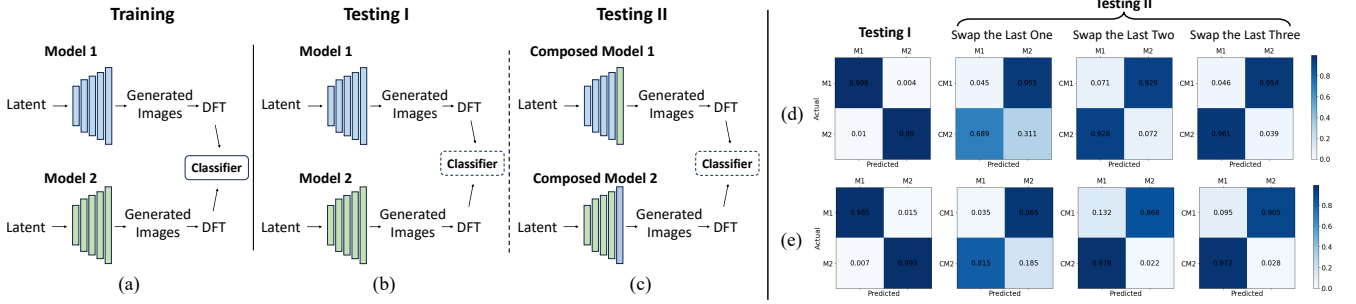 Training
Model 1
Latent
Generated
Images
DFT
Classifier
Model 2
Latent
Generated
Images
DFT
(a)
Testing I
Model 1
Latent
Generated
Images
DFT
Classifier
Model 2
Latent
Generated
Images
DFT
(b)
Testing II
Composed Model 1
Latent
Generated
Images
DFT
Classifier
Composed Model 2
Latent
Generated
Images
DFT
(c)
Testing II
Testing I
Swap the Last One
Swap the Last Two
Swap the Last Three
(d)
M1 M2
M1 0.996 0.004
Actual
M2 0.01 0.99
Predicted
M1 M2
CM1 0.045 0.955
CM2 0.689 0.311
Predicted
M1 M2
CM1 0.071 0.929
CM2 0.928 0.072
Predicted
M1 M2
CM1 0.046 0.954
CM2 0.961 0.039
Predicted
0.8
0.6
0.4
0.2
0.0
(e)
M1 M2
M1 0.985 0.015
Actual
M2 0.007 0.993
Predicted
M1 M2
CM1 0.035 0.965
CM2 0.815 0.185
Predicted
M1 M2
CM1 0.132 0.868
CM2 0.978 0.022
Predicted
M1 M2
CM1 0.095 0.905
CM2 0.972 0.028
Predicted
0.8
0.6
0.4
0.2
0.0